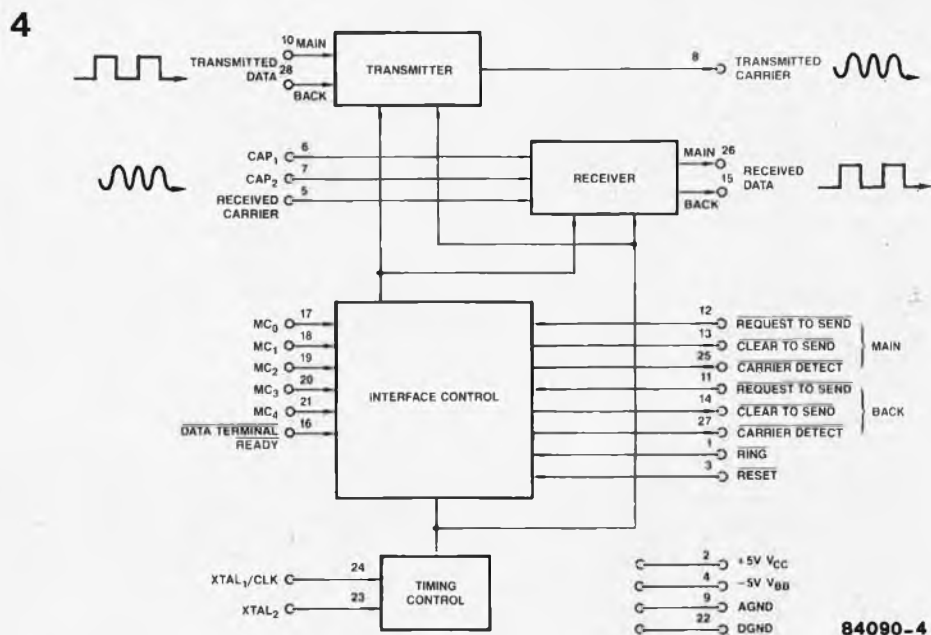 4
10 MAIN
TRANSMITTED
DATA
28
BACK
TRANSMITTER
8
TRANSMITTED
CARRIER
CAP1
6
CAP2
7
RECEIVED
CARRIER
5
RECEIVER
MAIN 26
15
BACK
RECEIVED
DATA
MC0
17
MC1
18
MC2
19
MC3
20
MC4
21
DATA TERMINAL
READY
16
INTERFACE CONTROL
12
REQUEST TO SEND
13
CLEAR TO SEND
25
CARRIER DETECT
MAIN
11
REQUEST TO SEND
14
CLEAR TO SEND
27
CARRIER DETECT
BACK
1
RING
3
RESET
XTAL1/CLK
24
XTAL2
23
TIMING
CONTROL
2
+5V VCC
4
−5V VBB
9
AGND
22
DGND
84090-4